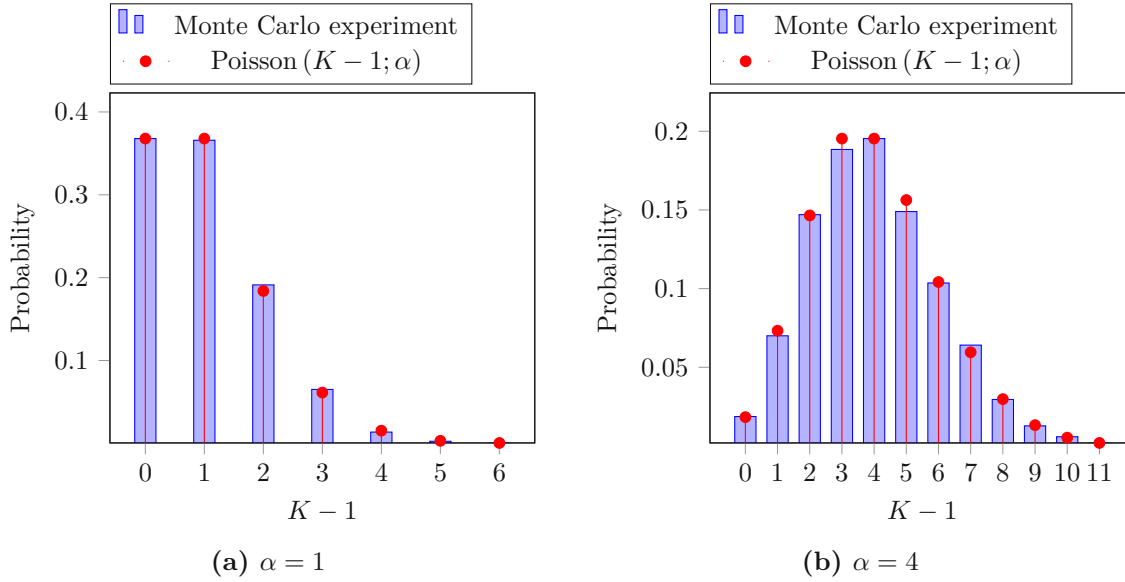 Monte Carlo experiment
Poisson (K − 1; α)
0.4
0.3
0.2
0.1
Probability
0 1 2 3 4 5 6
K − 1
(a) α = 1
Monte Carlo experiment
Poisson (K − 1; α)
0.2
0.15
0.1
0.05
Probability
0 1 2 3 4 5 6 7 8 9 10 11
K − 1
(b) α = 4